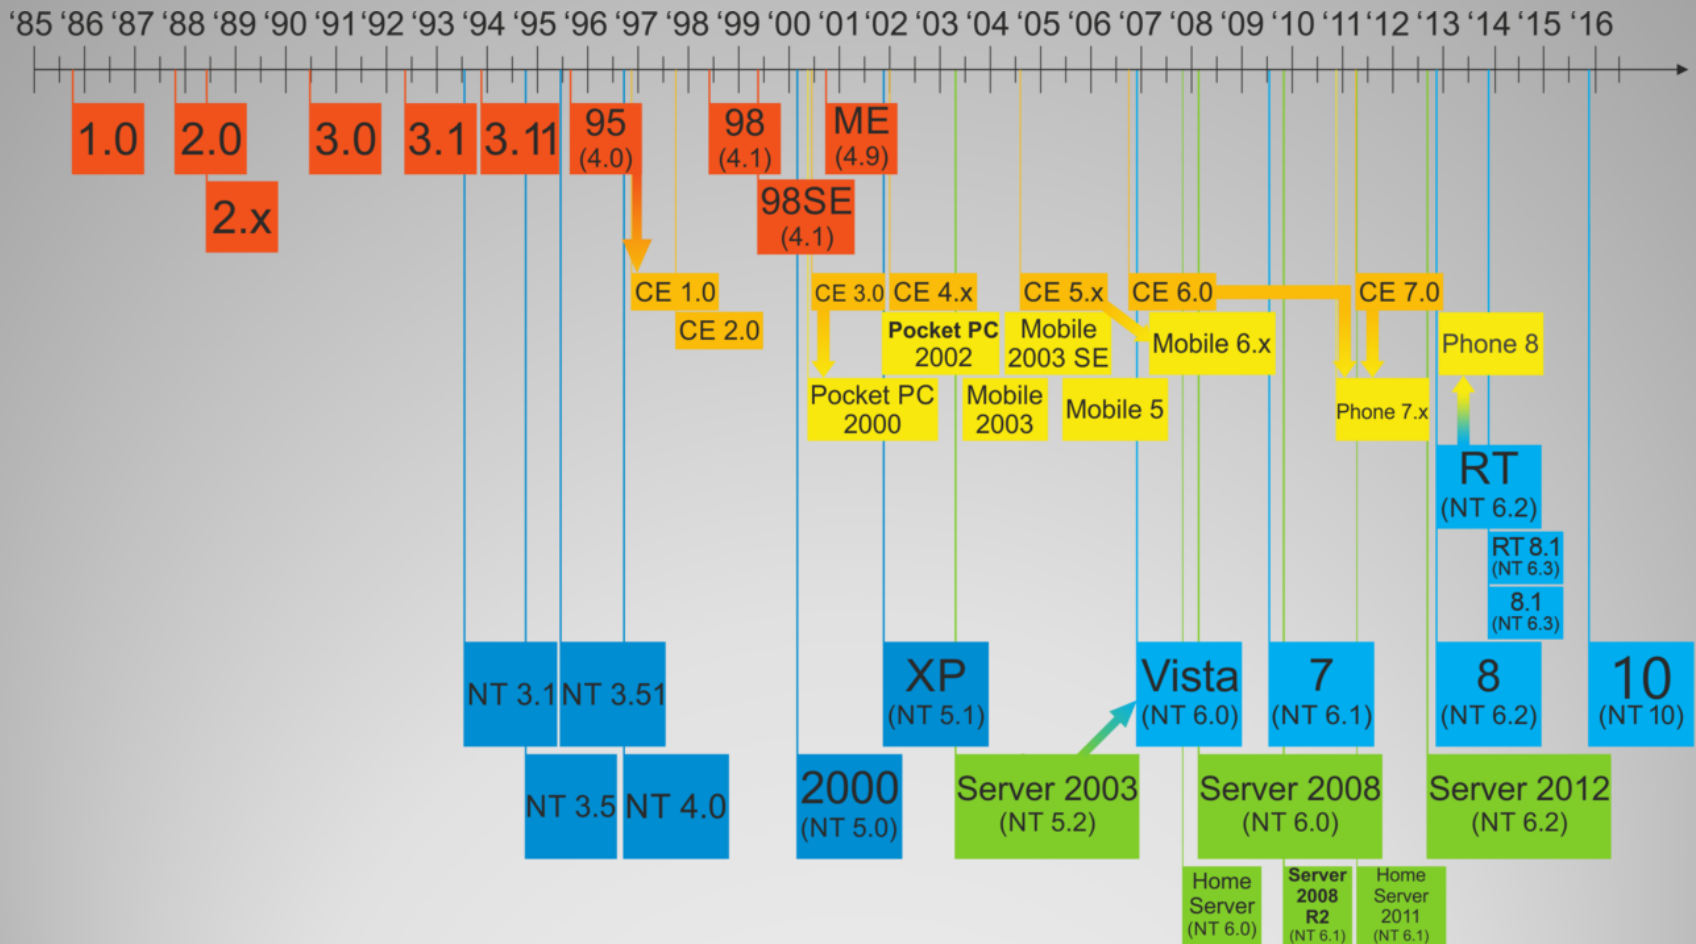 ‘85 ‘86 ‘87 ‘88 ‘89 ‘90 ‘91 ‘92 ‘93 ‘94 ‘95 ‘96 ‘97 ‘98 ‘99 ‘00 ‘01 ‘02 ‘03 ‘04 ‘05 ‘06 ‘07 ‘08 ‘09 ‘10 ‘11 ‘12 ‘13 ‘14 ‘15 ‘16
1.0
2.0
2.x
3.0
3.1
3.11
95
(4.0)
98
(4.1)
98SE
(4.1)
ME
(4.9)
CE 1.0
CE 2.0
CE 3.0
CE 4.x
CE 5.x
CE 6.0
CE 7.0
Pocket PC
2002
Mobile
2003 SE
Mobile 6.x
Phone 8
Pocket PC
2000
Mobile
2003
Mobile 5
Phone 7.x
RT
(NT 6.2)
RT 8.1
(NT 6.3)
8.1
(NT 6.3)
NT 3.1
NT 3.51
XP
(NT 5.1)
Vista
(NT 6.0)
7
(NT 6.1)
8
(NT 6.2)
10
(NT 10)
NT 3.5
NT 4.0
2000
(NT 5.0)
Server 2003
(NT 5.2)
Server 2008
(NT 6.0)
Server 2012
(NT 6.2)
Home
Server
(NT 6.0)
Server
2008
R2
(NT 6.1)
Home
Server
2011
(NT 6.1)